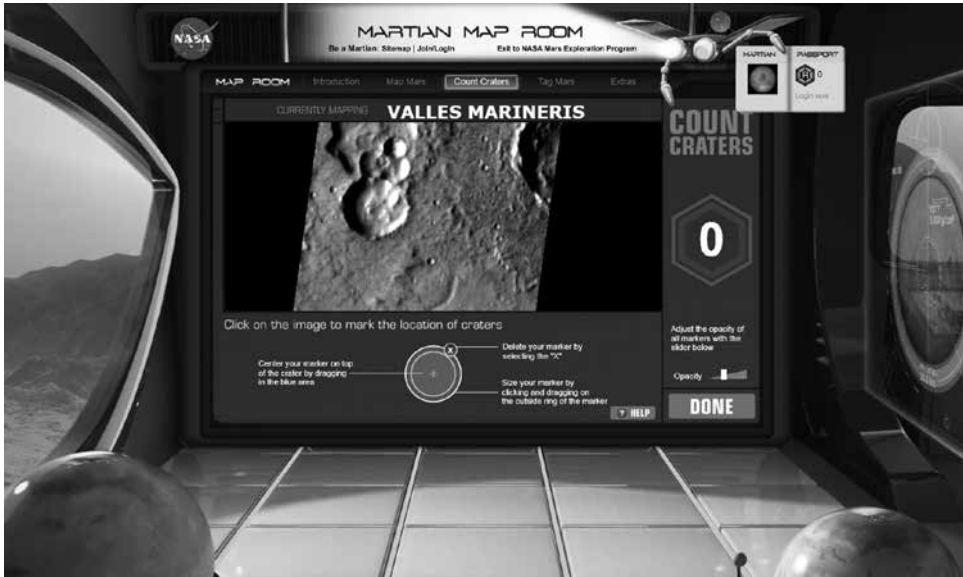 NASA
MARTIAN MAP ROOM
Be a Martian: Sitemap | Join/Login
Exit to NASA Mars Exploration Program
MARTIAN
PASSPORT
0
Login now
MAP ROOM
Introduction
Map Mars
Count Craters
Tag Mars
Extras
CURRENTLY MAPPING
VALLES MARINERIS
COUNT
CRATERS
0
Click on the image to mark the location of craters
Center your marker on top
of the crater by dragging
in the blue area
X
Delete your marker by
selecting the "X"
Size your marker by
clicking and dragging on
the outside ring of the marker
? HELP
Adjust the opacity of
all markers with the
slider below
Opacity
DONE